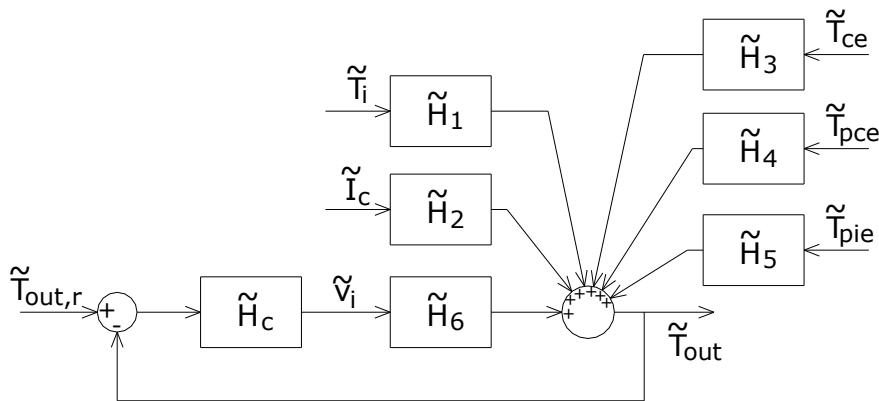 T̃ce
H̃3
T̃i
H̃1
T̃pce
H̃4
Ĩc
H̃2
T̃pie
H̃5
T̃out,r
+
-
H̃c
ṽi
H̃6
+ + + + + +
T̃out